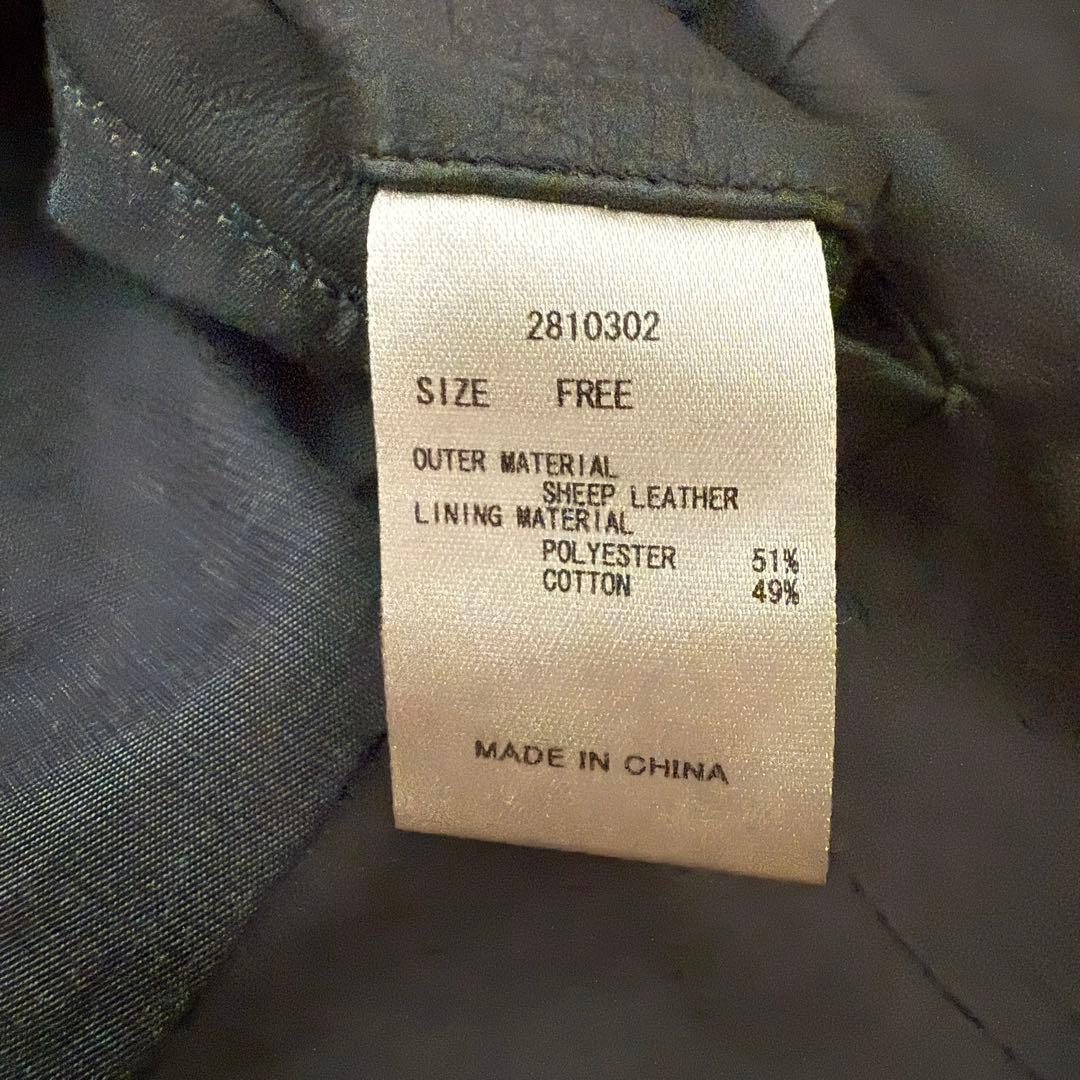 2810302
SIZE FREE
OUTER MATERIAL
SHEEP LEATHER
LINING MATERIAL
POLYESTER 51%
COTTON 49%
MADE IN CHINA